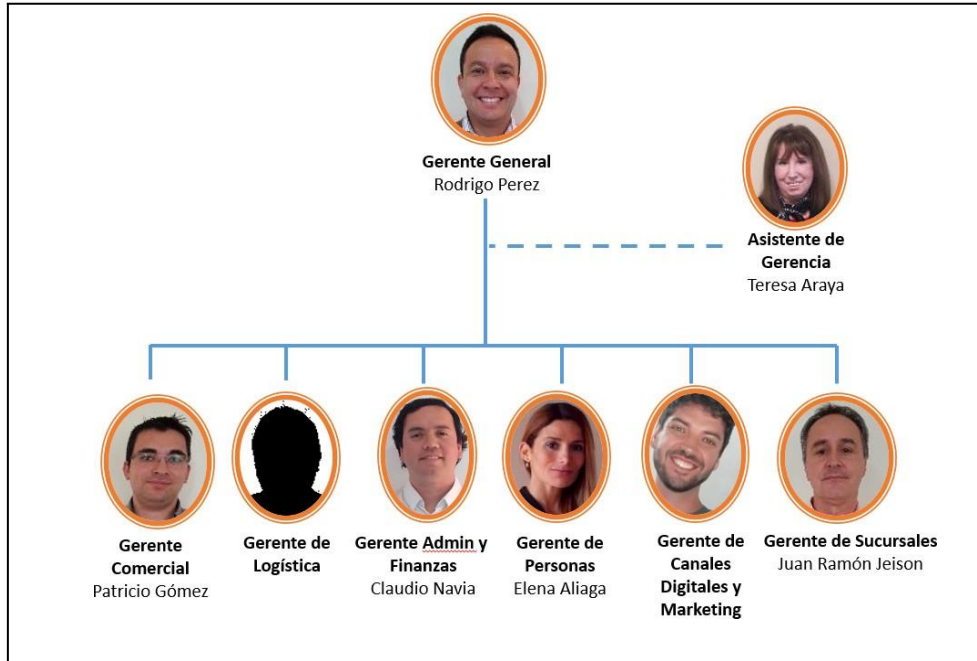 Gerente General
Rodrigo Perez
Asistente de
Gerencia
Teresa Araya
Gerente
Comercial
Patricio Gómez
Gerente de
Logística
Gerente Admin y
Finanzas
Claudio Navia
Gerente de
Personas
Elena Aliaga
Gerente de
Canales
Digitales y
Marketing
Gerente de Sucursales
Juan Ramón Jeison